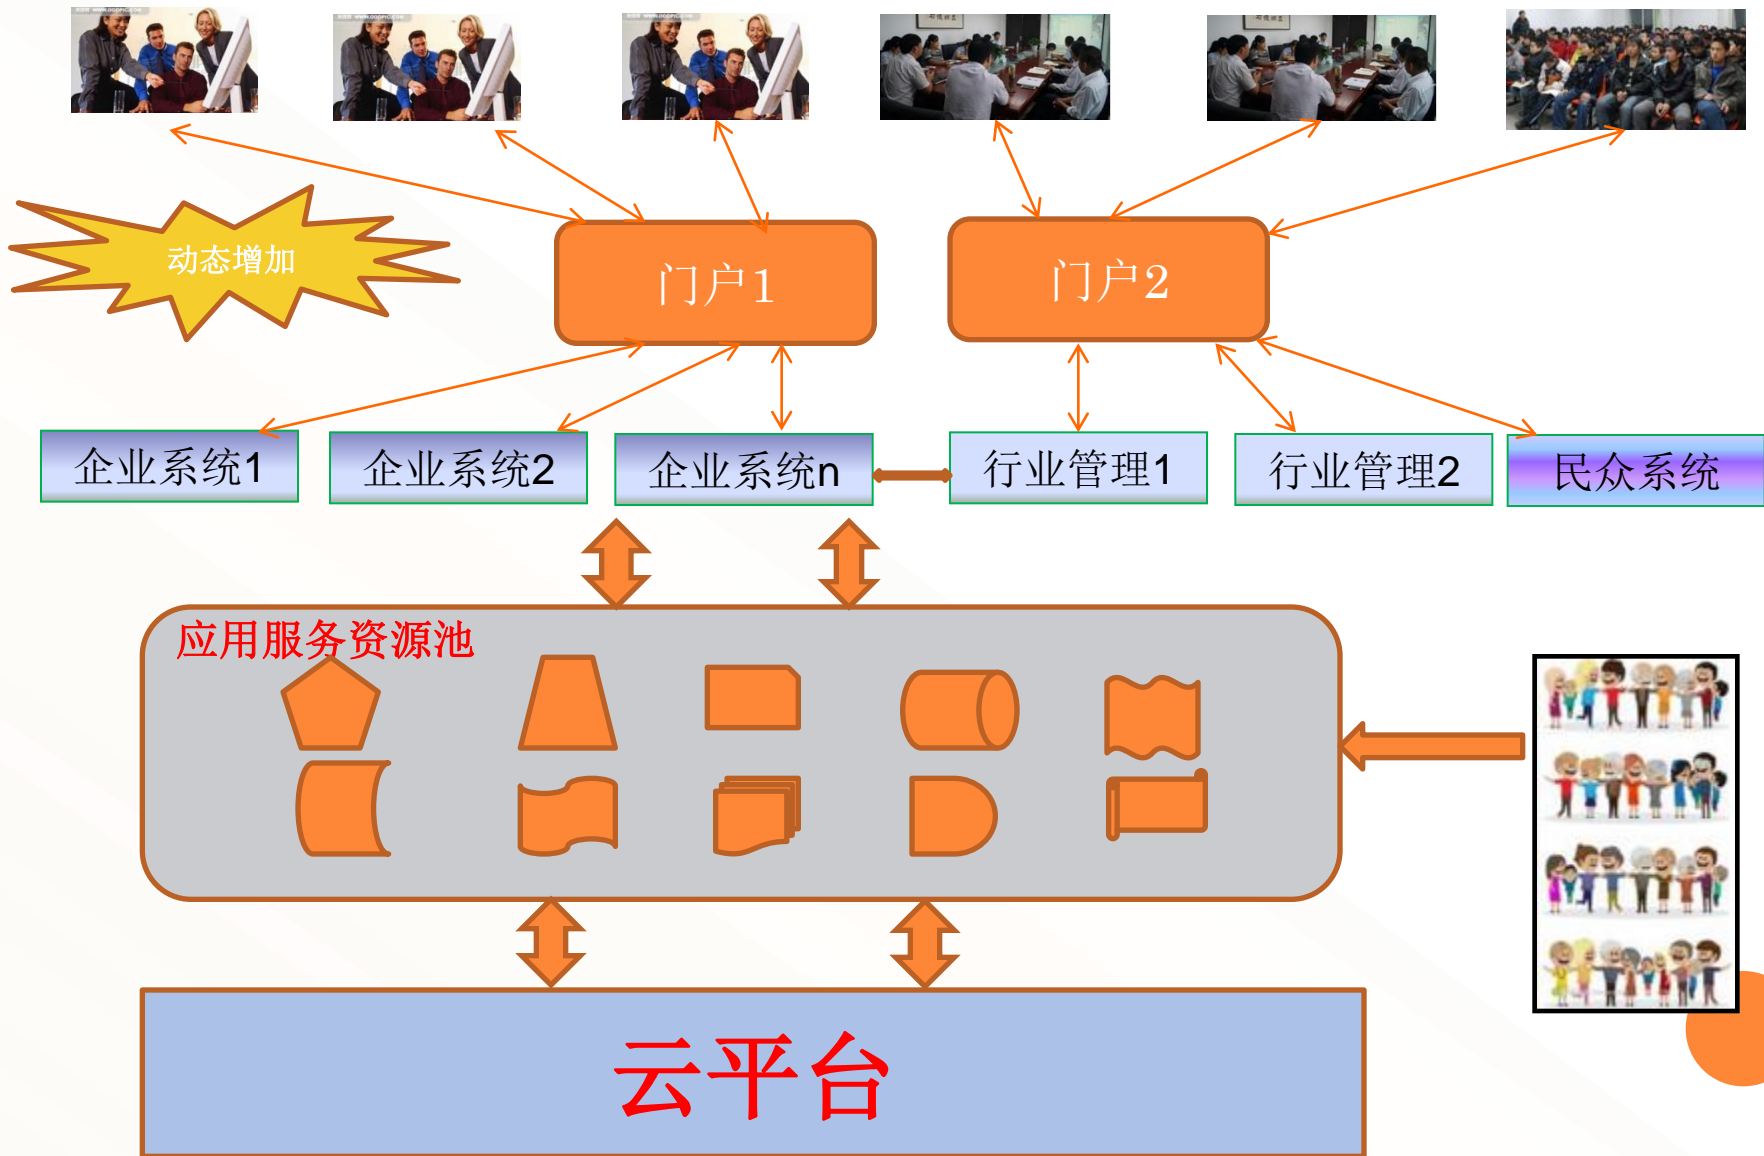 动态增加
门户1
门户2
企业系统1
企业系统2
企业系统n
行业管理1
行业管理2
民众系统
应用服务资源池
云平台